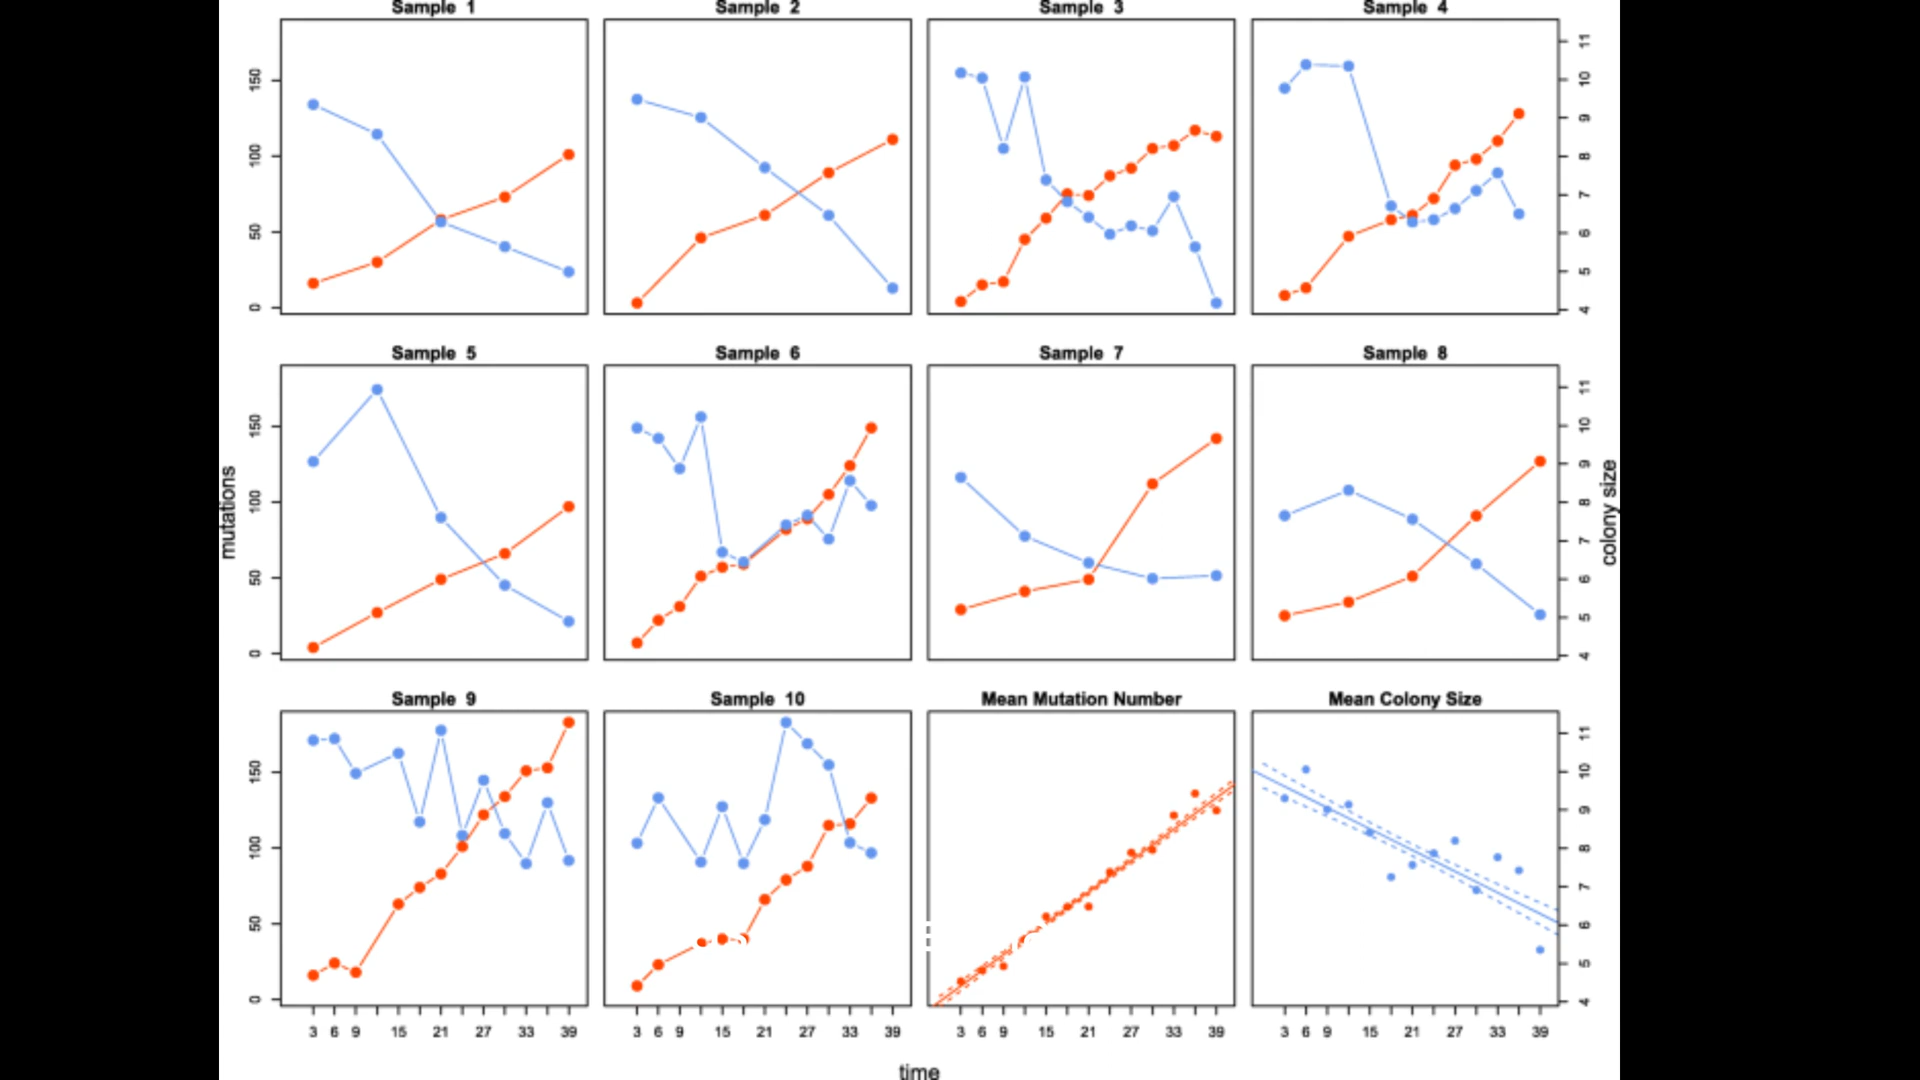 Sample 1
Sample 2
Sample 3
Sample 4
0 50 100 150
4 5 6 7 8 9 10 11
Sample 5
Sample 6
Sample 7
Sample 8
0 50 100 150
4 5 6 7 8 9 10 11
mutations
colony size
Sample 9
Sample 10
Mean Mutation Number
Mean Colony Size
0 50 100 150
4 5 6 7 8 9 10 11
3 6 9 15 21 27 33 39
3 6 9 15 21 27 33 39
3 6 9 15 21 27 33 39
3 6 9 15 21 27 33 39
time